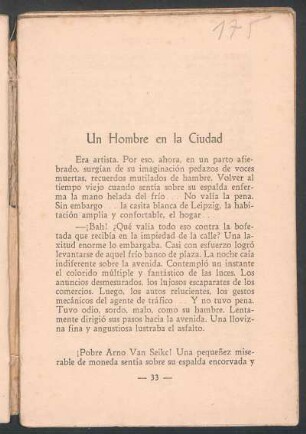 175
Un Hombre en la Ciudad
Era artista. Por eso, ahora, en un parto afie-
brado, surgían de su imaginación pedazos de voces
muertas, recuerdos mutilados de hambre. Volver al
tiempo viejo cuando sentía sobre su espalda enfer-
ma la mano helada del frío . . No valía la pena.
Sin embargo . . . la carita blanca de Leipzig, la habi-
tación amplia y confortable, el hogar. . .
—¡Bah! ¿Qué valía todo eso contra la bofe-
tada que recibía en la impiedad de la calle? Una la-
xitud enorme lo embargaba. Casi con esfuerzo logró
levantarse de aquel frío banco de plaza. La noche caía
indiferente sobre la avenida. Contempló un instante
el colorido múltiple y fantástico de las luces. Los
anuncios desmesurados, los lujosos escaparates de los
comercios. Luego, los autos relucientes, los gestos
mecánicos del agente de tráfico . . . Y no tuvo pena.
Tuvo odio, sordo, malo, como su hambre. Lenta-
mente dirigió sus pasos hacia la avenida. Una lloviz-
na fina y angustiosa lustraba el asfalto.
¡Pobre Arno Van Seikc! Una pequeñez mise-
rable de moneda sentía sobre su espalda encorvada y
— 33 —